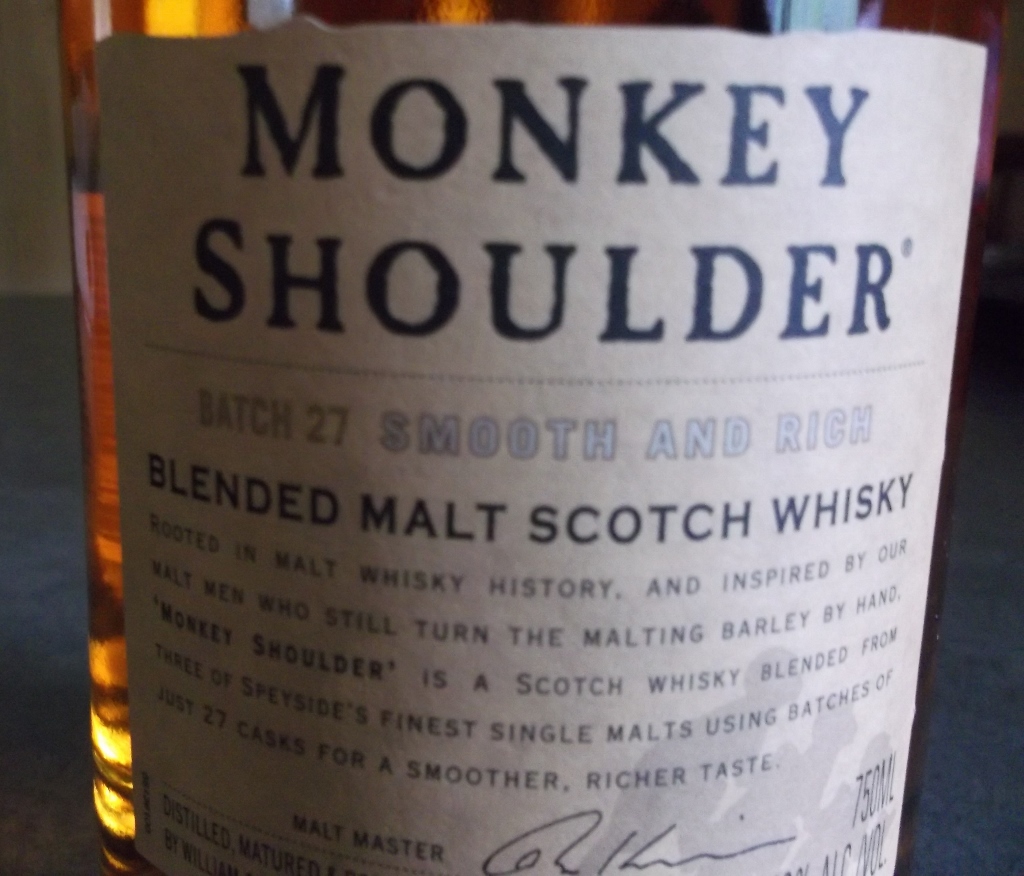 MONKEY
SHOULDER®
BATCH 27 SMOOTH AND RICH
BLENDED MALT SCOTCH WHISKY
ROOTED IN MALT WHISKY HISTORY, AND INSPIRED BY OUR
MALT MEN WHO STILL TURN THE MALTING BARLEY BY HAND,
'MONKEY SHOULDER' IS A SCOTCH WHISKY BLENDED FROM
THREE OF SPEYSIDE'S FINEST SINGLE MALTS USING BATCHES OF
JUST 27 CASKS FOR A SMOOTHER, RICHER TASTE.
MALT MASTER
750ML
DISTILLED, MATURED &
BY WILLIAM
% ALC/VOL.